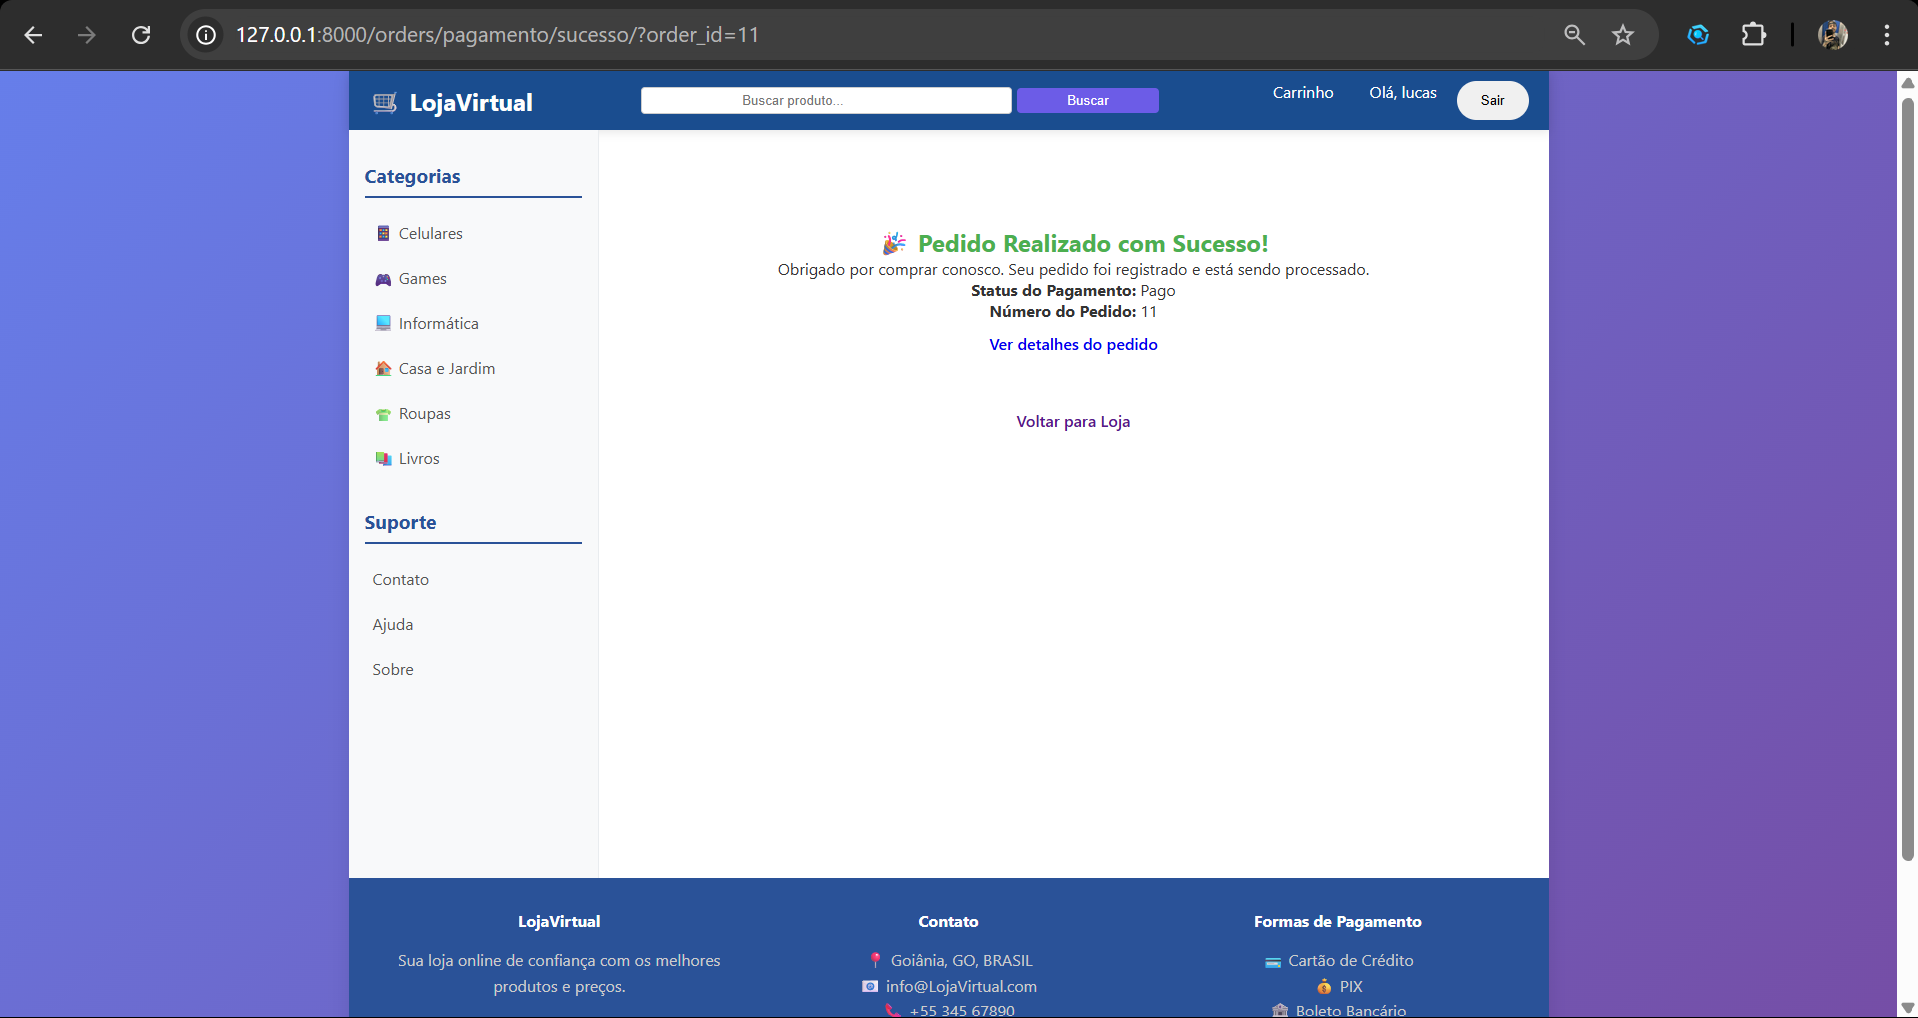 127.0.0.1:8000/orders/pagamento/sucesso/?order_id=11
LojaVirtual
Buscar produto...
Buscar
Carrinho
Olá, lucas
Sair
Categorias
Celulares
Games
Informática
Casa e Jardim
Roupas
Livros
Suporte
Contato
Ajuda
Sobre
Pedido Realizado com Sucesso!
Obrigado por comprar conosco. Seu pedido foi registrado e está sendo processado.
Status do Pagamento: Pago
Número do Pedido: 11
Ver detalhes do pedido
Voltar para Loja
LojaVirtual
Sua loja online de confiança com os melhores
produtos e preços.
Contato
Goiânia, GO, BRASIL
info@LojaVirtual.com
+55 345 67890
Formas de Pagamento
Cartão de Crédito
PIX
Boleto Bancário